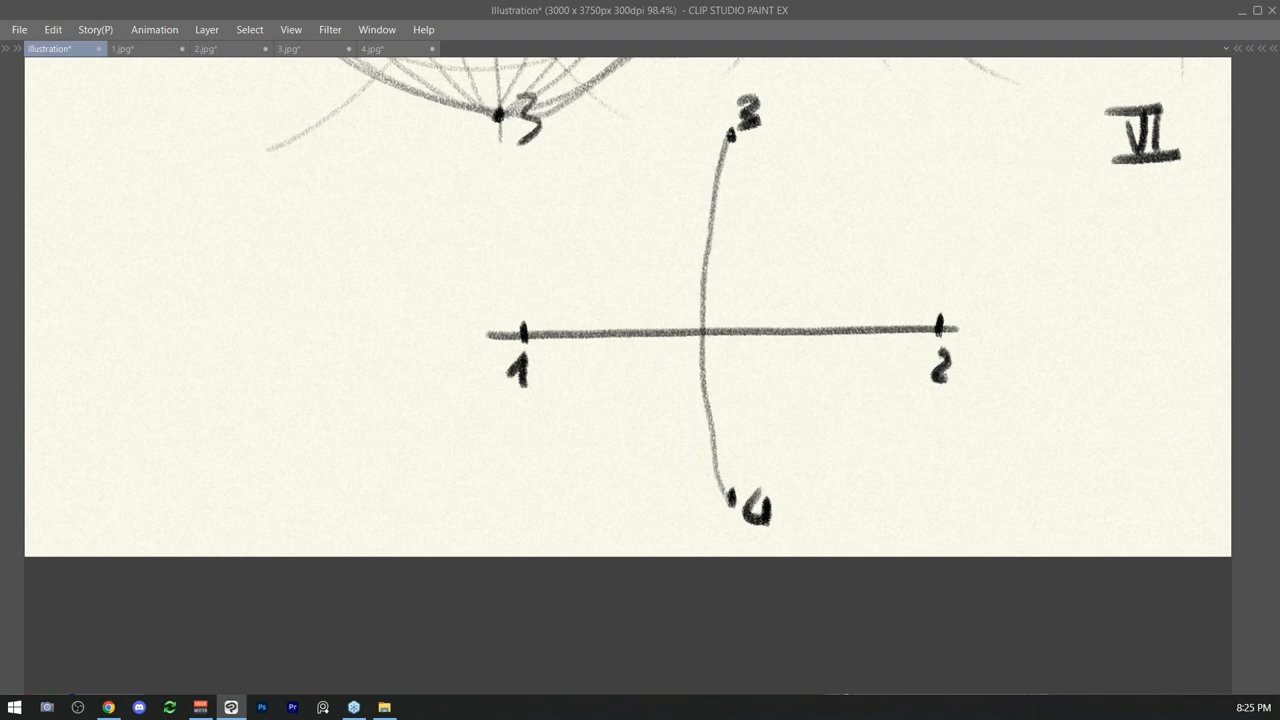 Illustration* (3000 x 3750px 300dpi 98.4%) - CLIP STUDIO PAINT EX
File Edit Story(P) Animation Layer Select View Filter Window Help
Illustration* 1.jpg* 2.jpg* 3.jpg* 4.jpg*
3 3 VI
1 2
4
Ps Pr 8:25 PM